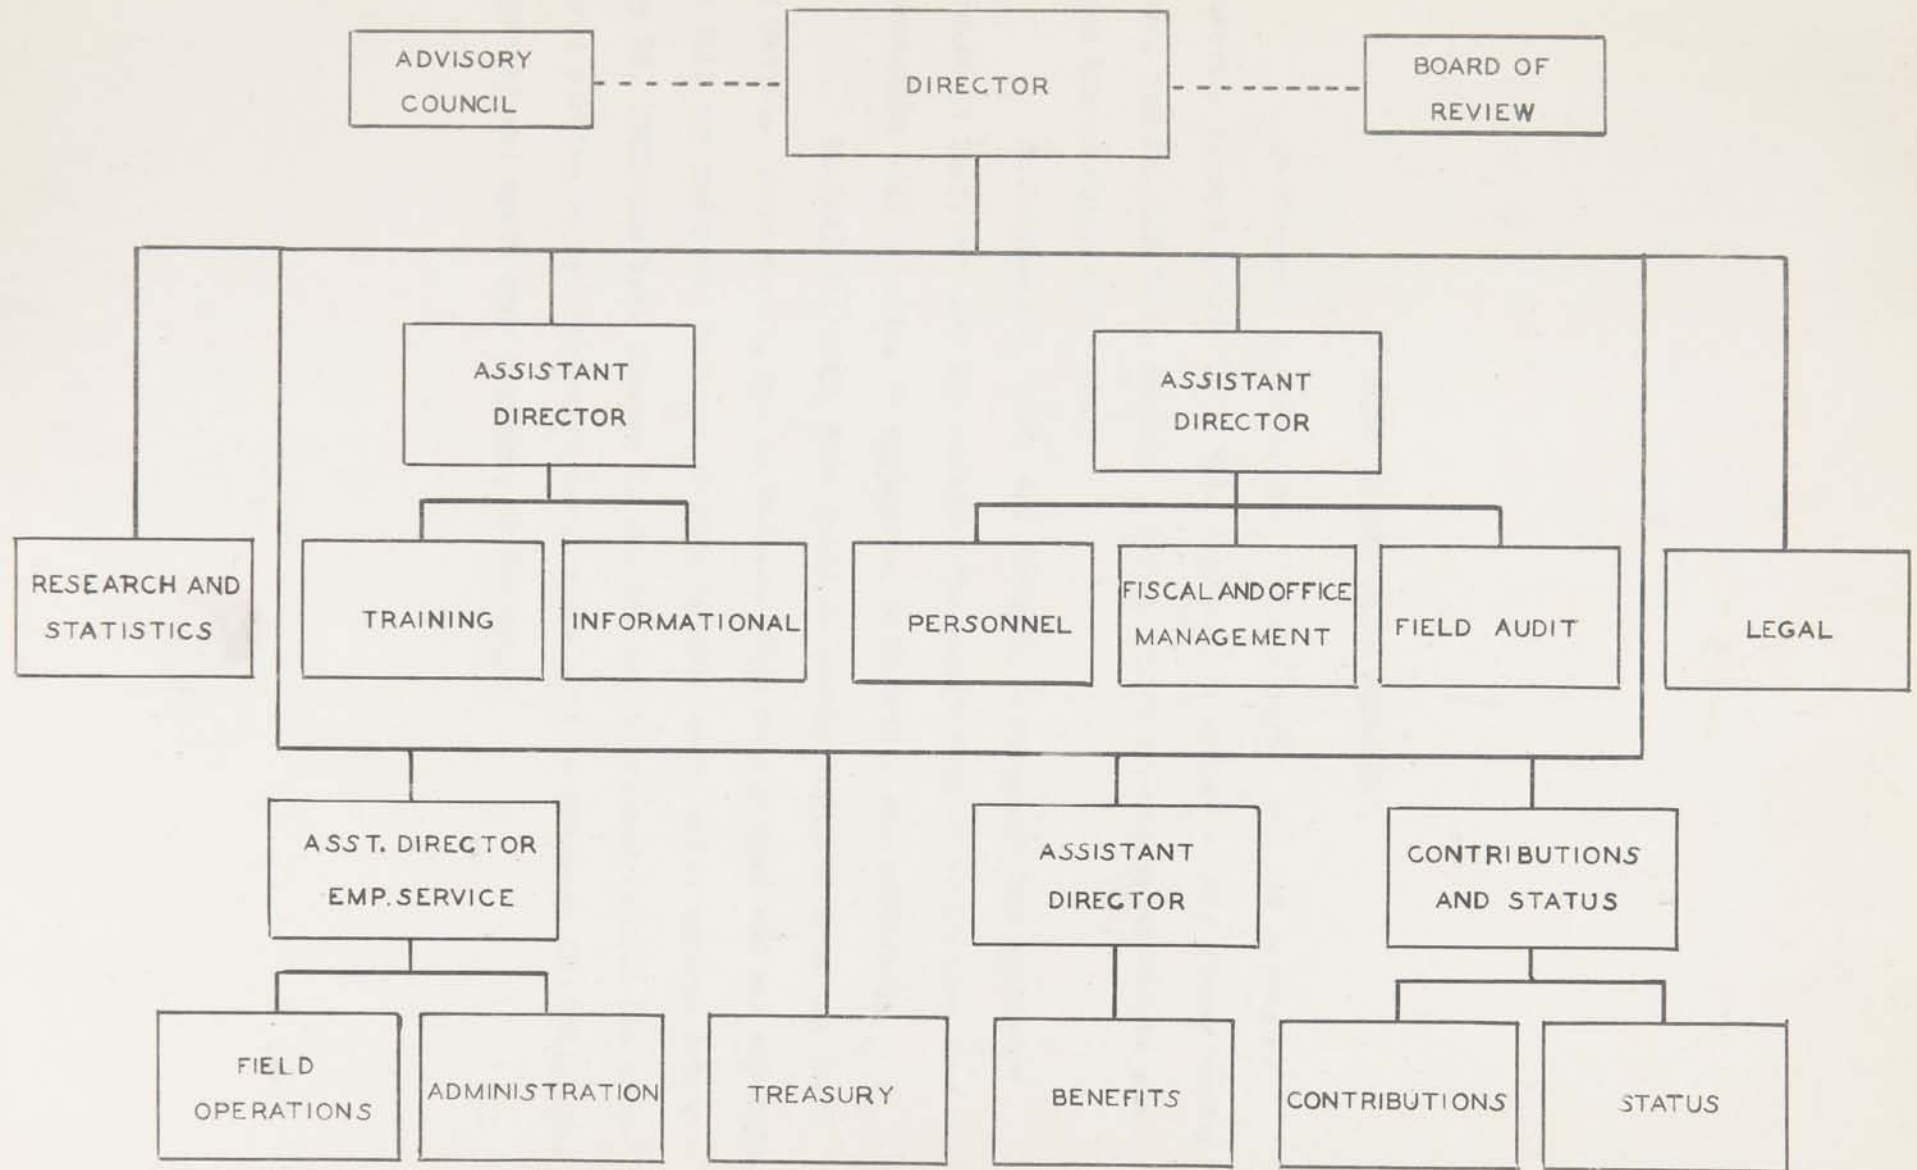 ADVISORY
COUNCIL
DIRECTOR
BOARD OF
REVIEW
ASSISTANT
DIRECTOR
ASSISTANT
DIRECTOR
RESEARCH AND
STATISTICS
TRAINING
INFORMATIONAL
PERSONNEL
FISCAL AND OFFICE
MANAGEMENT
FIELD AUDIT
LEGAL
ASST. DIRECTOR
EMP. SERVICE
ASSISTANT
DIRECTOR
CONTRIBUTIONS
AND STATUS
FIELD
OPERATIONS
ADMINISTRATION
TREASURY
BENEFITS
CONTRIBUTIONS
STATUS